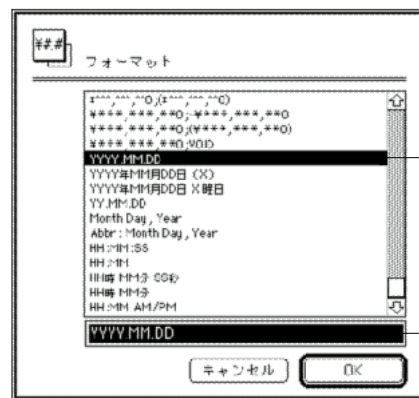 ¥#.#
フォーマット
¥***,***,**0;-¥***,***,**0
¥***,***,**0;(¥***,***,**0)
¥***,***,**0;VOID
YYYY.MM.DD
YYYY年MM月DD日 (X)
YYYY年MM月DD日 X曜日
YY.MM.DD
Month Day, Year
Abbr: Month Day, Year
HH:MM:SS
HH:MM
HH時 MM分 SS秒
HH時 MM分
HH:MM AM/PM
YYYY.MM.DD
キャンセル OK